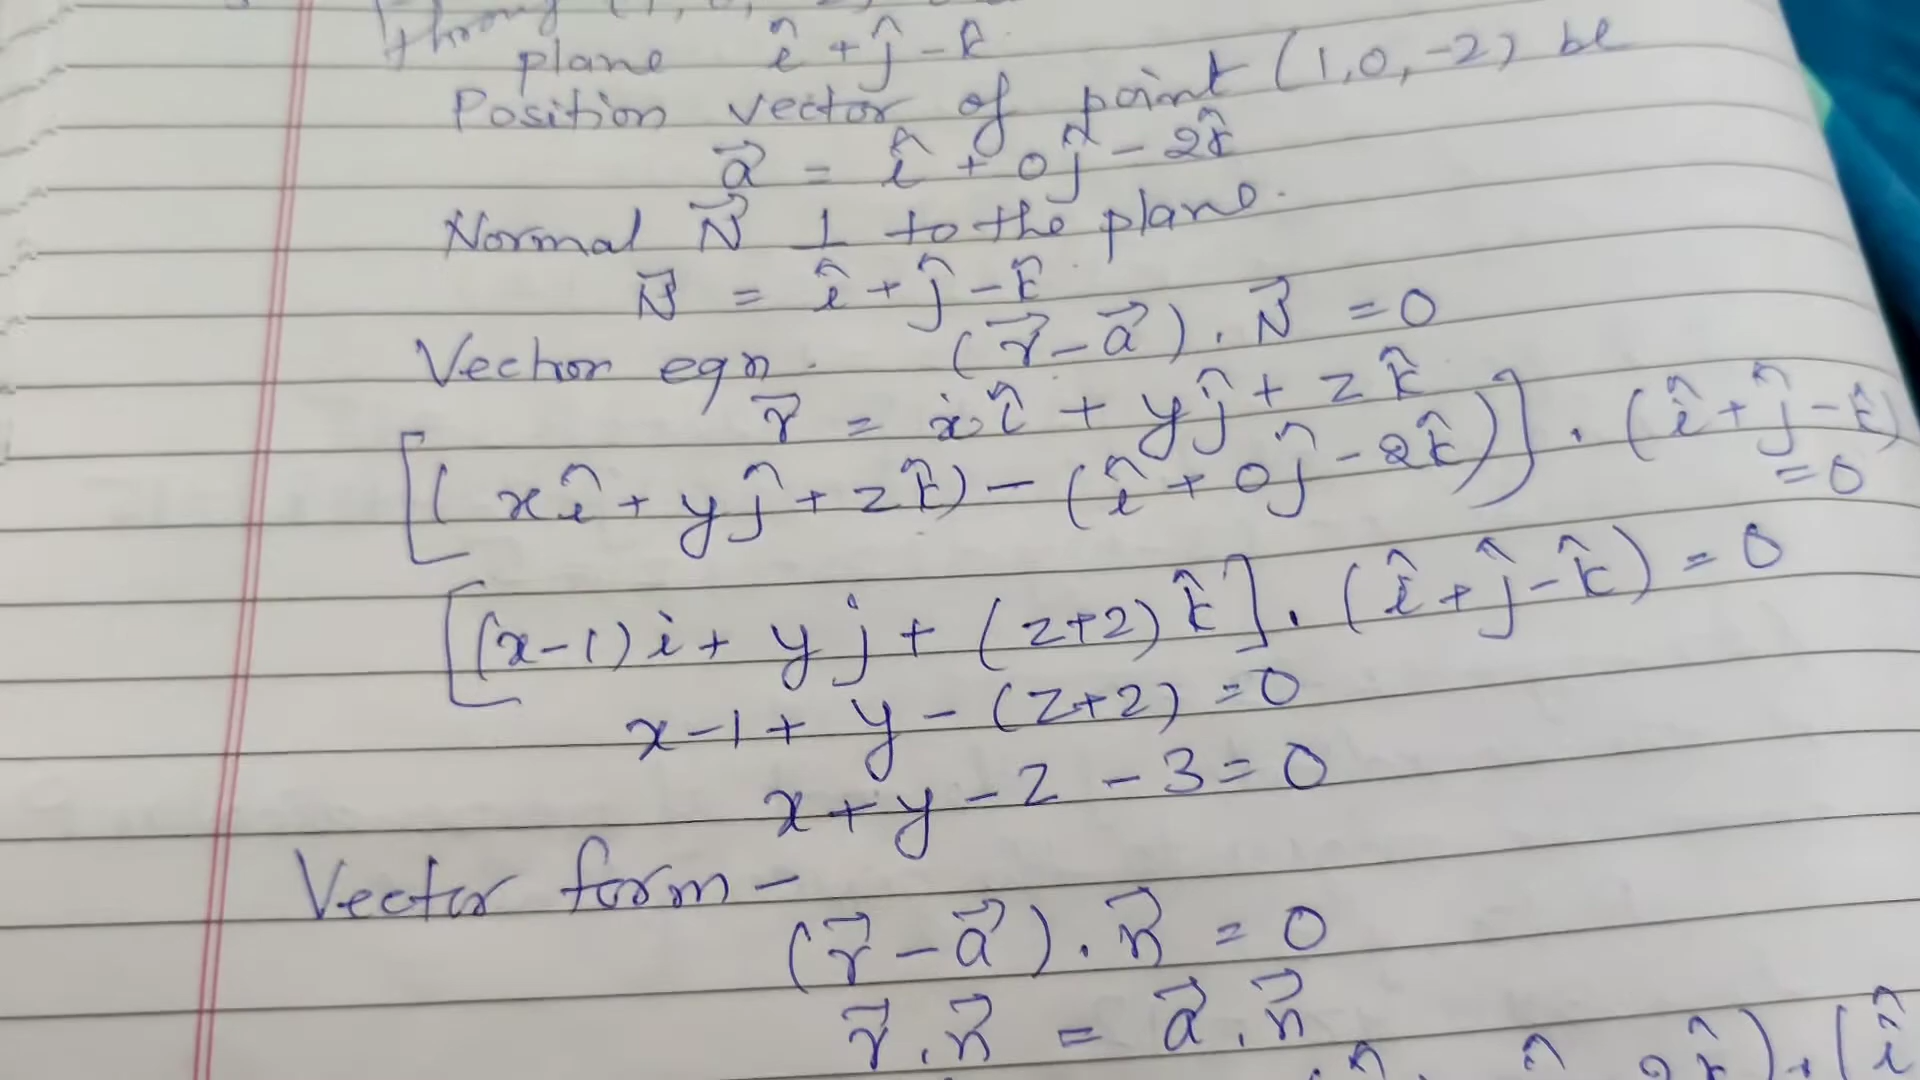 plane î + ĵ - k̂
Position vector of point (1, 0, -2) be
a⃗ = î + 0ĵ - 2k̂
Normal N⃗ ⊥ to the plane.
N⃗ = î + ĵ - k̂
Vector eqn. (r⃗ - a⃗) . N⃗ = 0
r⃗ = xî + yĵ + zk̂
[(xî + yĵ + zk̂) - (î + 0ĵ - 2k̂)] . (î + ĵ - k̂) = 0
[(x-1)i + yj + (z+2)k̂] . (î + ĵ - k̂) = 0
x - 1 + y - (z+2) = 0
x + y - z - 3 = 0
Vector form -
(r⃗ - a⃗) . n⃗ = 0
r⃗ . n⃗ = a⃗ . n⃗